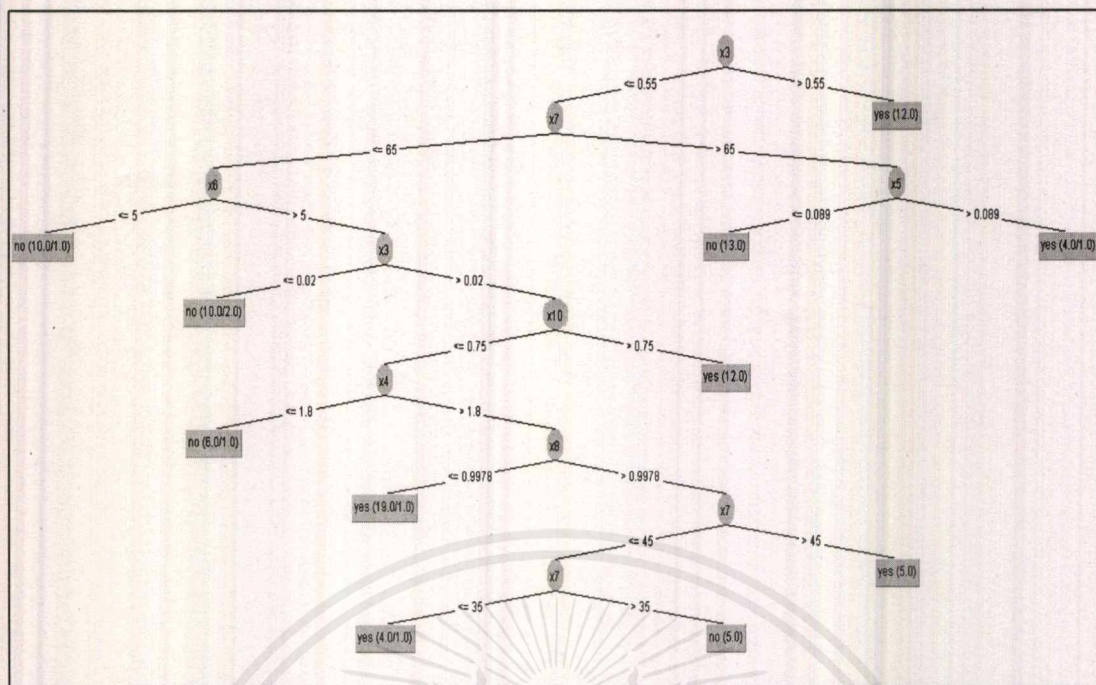 x3
<= 0.55
> 0.55
x7
yes (12.0)
<= 65
> 65
x6
x5
<= 5
> 5
<= 0.089
> 0.089
no (10.0/1.0)
x3
no (13.0)
yes (4.0/1.0)
<= 0.02
> 0.02
no (10.0/2.0)
x10
<= 0.75
> 0.75
x4
yes (12.0)
<= 1.8
> 1.8
no (6.0/1.0)
x8
<= 0.9978
> 0.9978
yes (19.0/1.0)
x7
<= 45
> 45
x7
yes (5.0)
<= 35
> 35
yes (4.0/1.0)
no (5.0)